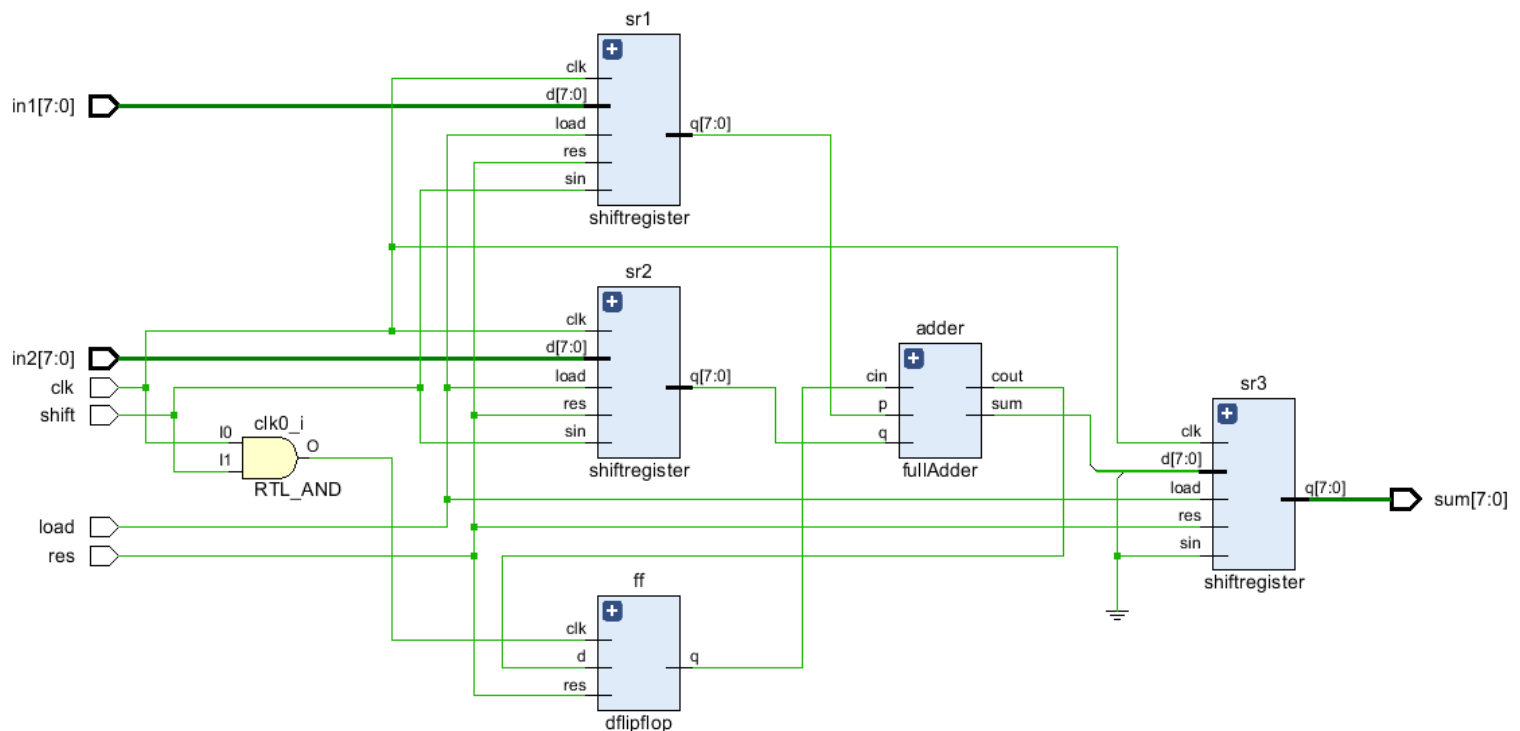 sr1
clk
in1[7:0]
d[7:0]
load
q[7:0]
res
sin
shiftregister
sr2
clk
in2[7:0]
d[7:0]
clk
load
q[7:0]
shift
res
sin
shiftregister
clk0_i
I0
I1
O
RTL_AND
adder
cin
cout
p
sum
q
fullAdder
sr3
clk
d[7:0]
load
q[7:0]
sum[7:0]
res
sin
shiftregister
load
res
ff
clk
d
q
res
dflipflop